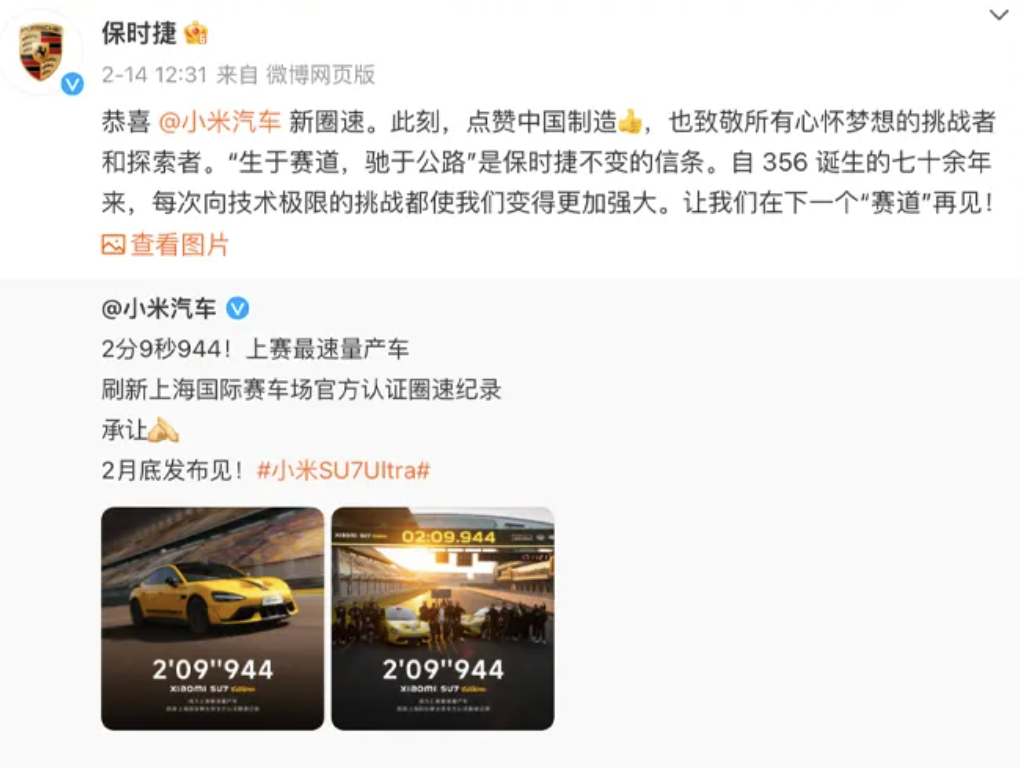 保时捷
2-14 12:31 来自 微博网页版
恭喜 @小米汽车 新圈速。此刻，点赞中国制造👍，也致敬所有心怀梦想的挑战者
和探索者。“生于赛道，驰于公路”是保时捷不变的信条。自 356 诞生的七十余年
来，每次向技术极限的挑战都使我们变得更加强大。让我们在下一个“赛道”再见！
查看图片
@小米汽车
2分9秒944！上赛最速量产车
刷新上海国际赛车场官方认证圈速纪录
承让
2月底发布见！#小米SU7Ultra#
2'09''944
XIAOMI SU7 Ultra
XIAOMI SU7 Ultra 02:09.944
2'09''944
XIAOMI SU7 Ultra